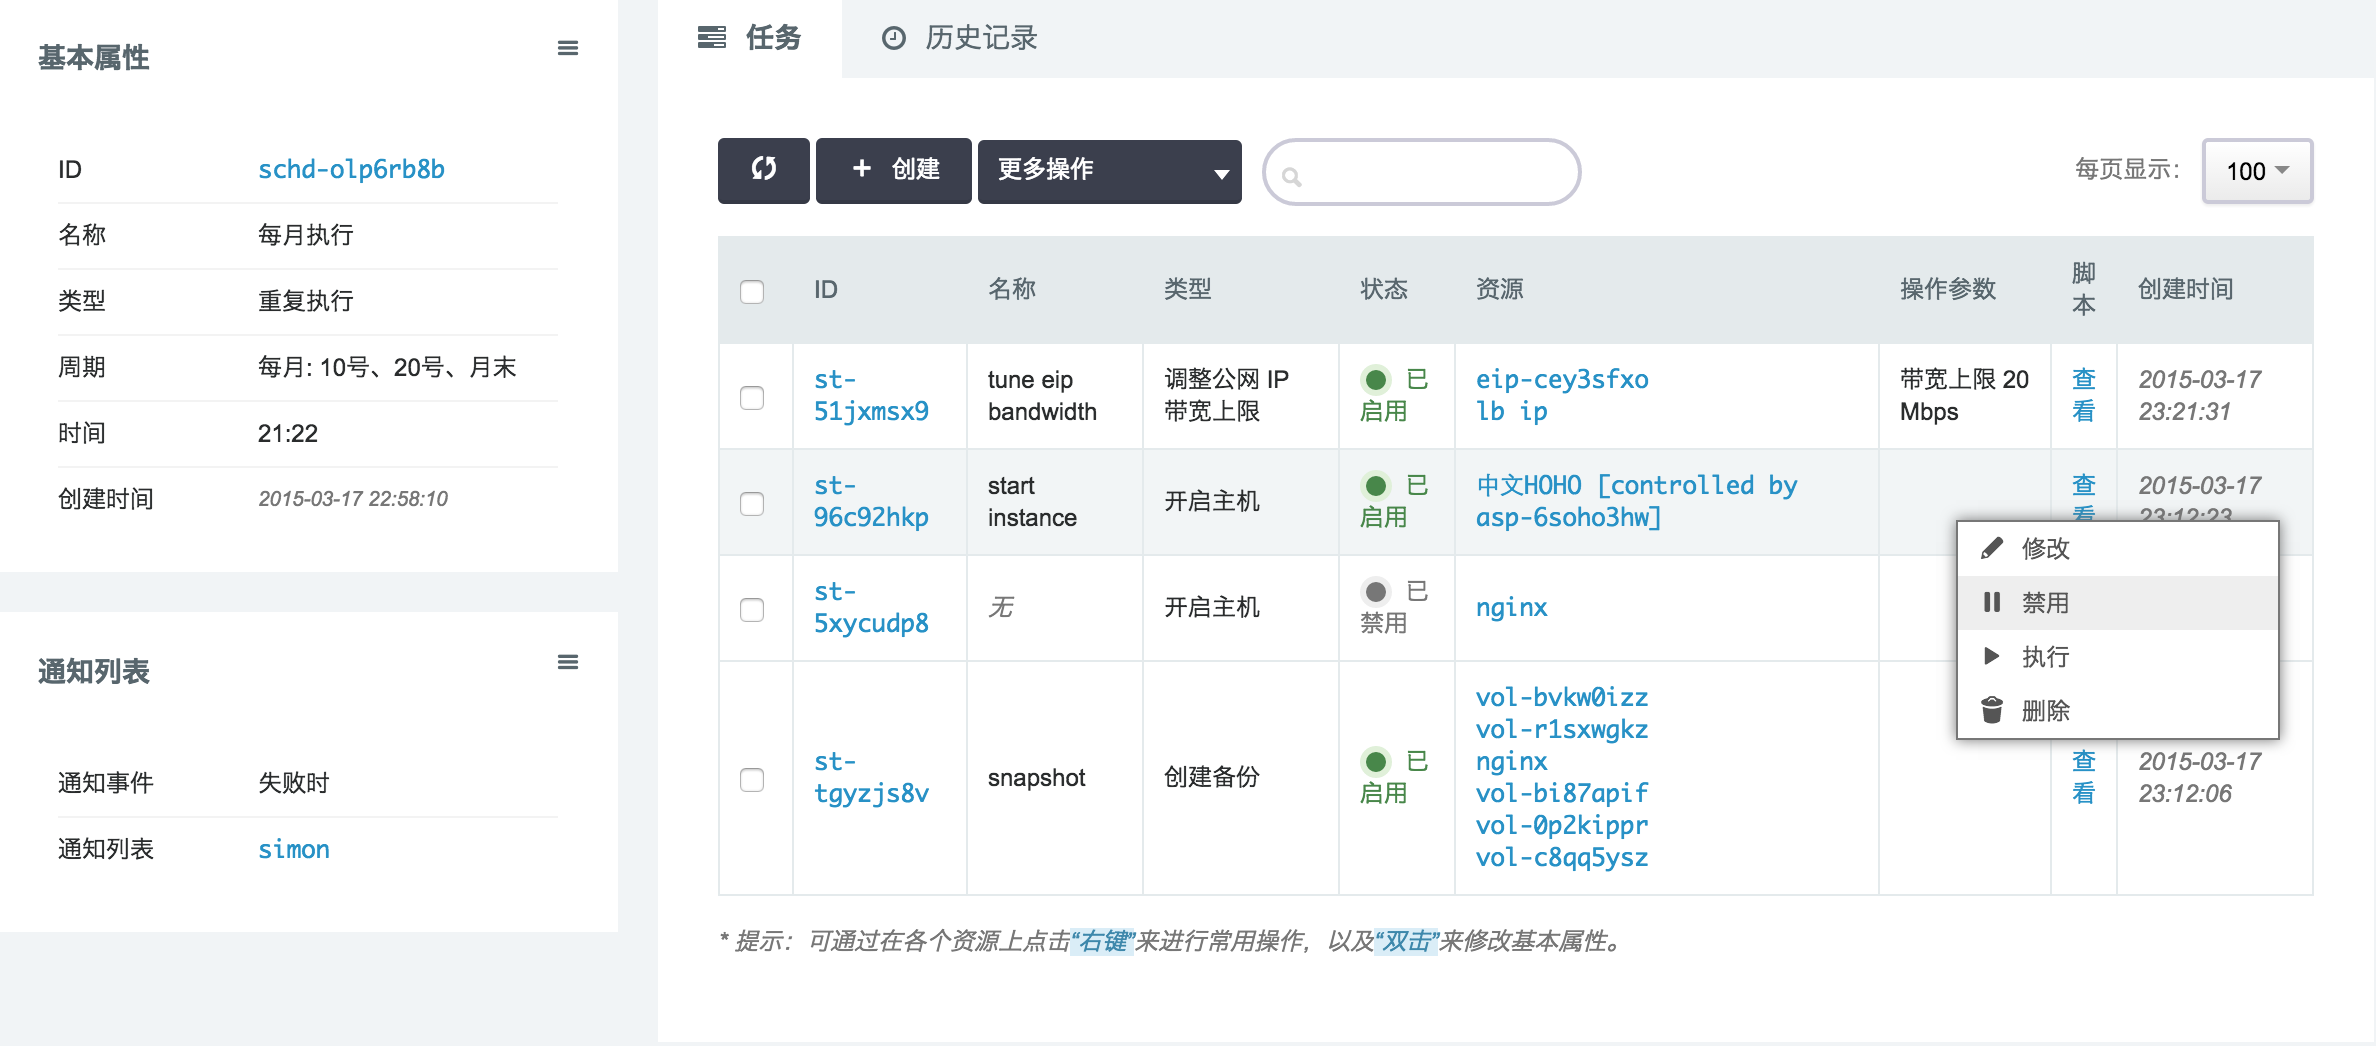 基本属性
ID schd-olp6rb8b
名称 每月执行
类型 重复执行
周期 每月: 10号、20号、月末
时间 21:22
创建时间 2015-03-17 22:58:10
通知列表
通知事件 失败时
通知列表 simon
任务 历史记录
+ 创建 更多操作 每页显示： 100
ID 名称 类型 状态 资源 操作参数 脚本 创建时间
st-
51jxmsx9
tune eip
bandwidth
调整公网 IP
带宽上限
已
启用
eip-cey3sfxo
lb ip
带宽上限 20
Mbps
查
看
2015-03-17
23:21:31
st-
96c92hkp
start
instance
开启主机
已
启用
中文HOHO [controlled by
asp-6soho3hw]
查
看
2015-03-17
23:12:23
st-
5xycudp8
无
开启主机
已
禁用
nginx
修改
禁用
执行
删除
st-
tgyzjs8v
snapshot
创建备份
已
启用
vol-bvkw0izz
vol-r1sxwgkz
nginx
vol-bi87apif
vol-0p2kippr
vol-c8qq5ysz
查
看
2015-03-17
23:12:06
* 提示：可通过在各个资源上点击“右键”来进行常用操作，以及“双击”来修改基本属性。